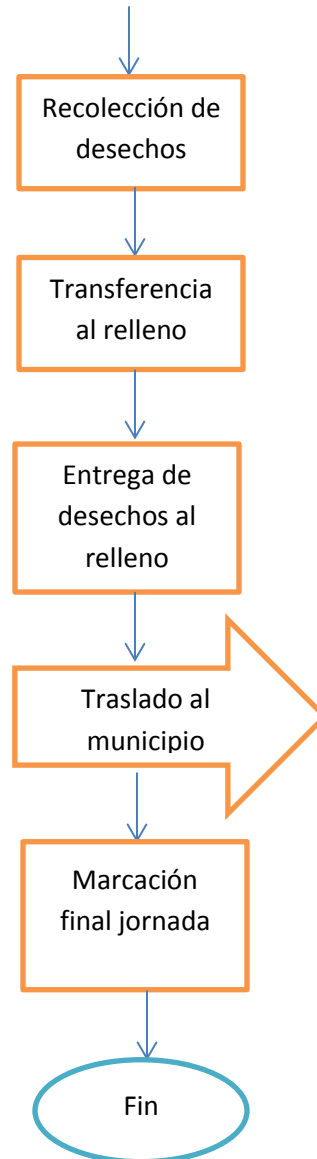 Recolección de
desechos
Transferencia
al relleno
Entrega de
desechos al
relleno
Traslado al
municipio
Marcación
final jornada
Fin